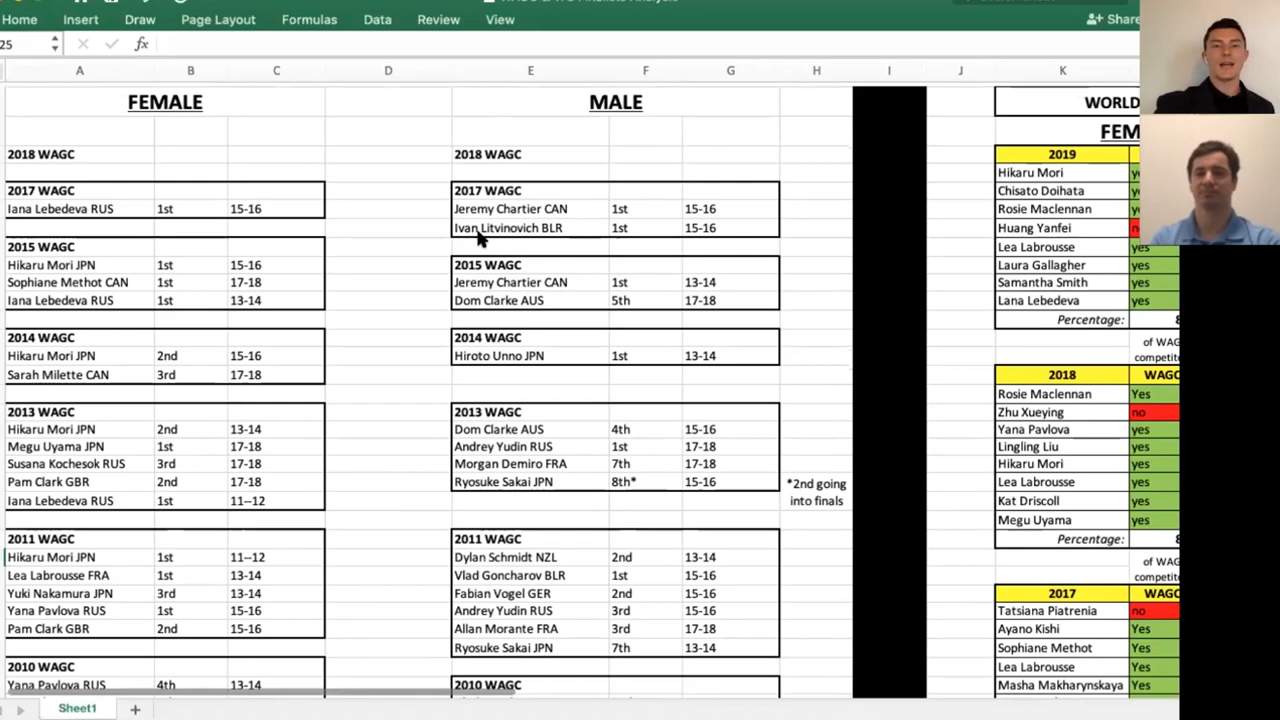 Home Insert Draw Page Layout Formulas Data Review View Share
25 fx
A B C D E F G H I J K
FEMALE MALE WORLD
FEM
2018 WAGC 2018 WAGC 2019
Hikaru Mori
2017 WAGC 2017 WAGC Chisato Doihata
Iana Lebedeva RUS 1st 15-16 Jeremy Chartier CAN 1st 15-16 Rosie Maclennan
Ivan Litvinovich BLR 1st 15-16 Huang Yanfei
2015 WAGC Lea Labrousse yes
Hikaru Mori JPN 1st 15-16 2015 WAGC Laura Gallagher yes
Sophiane Methot CAN 1st 17-18 Jeremy Chartier CAN 1st 13-14 Samantha Smith yes
Iana Lebedeva RUS 1st 13-14 Dom Clarke AUS 5th 17-18 Lana Lebedeva yes
Percentage: 8
2014 WAGC 2014 WAGC of WAG
Hikaru Mori JPN 2nd 15-16 Hiroto Unno JPN 1st 13-14 competit
Sarah Milette CAN 3rd 17-18 2018 WAGC
Rosie Maclennan Yes
2013 WAGC 2013 WAGC Zhu Xueying no
Hikaru Mori JPN 2nd 13-14 Dom Clarke AUS 4th 15-16 Yana Pavlova yes
Megu Uyama JPN 1st 17-18 Andrey Yudin RUS 1st 17-18 Lingling Liu yes
Susana Kochesok RUS 3rd 17-18 Morgan Demiro FRA 7th 17-18 Hikaru Mori yes
Pam Clark GBR 2nd 17-18 Ryosuke Sakai JPN 8th* 15-16 *2nd going Lea Labrousse yes
Iana Lebedeva RUS 1st 11--12 into finals Kat Driscoll yes
Megu Uyama yes
2011 WAGC 2011 WAGC Percentage: 8
Hikaru Mori JPN 1st 11--12 Dylan Schmidt NZL 2nd 13-14 of WAG
Lea Labrousse FRA 1st 13-14 Vlad Goncharov BLR 1st 15-16 competit
Yuki Nakamura JPN 3rd 13-14 Fabian Vogel GER 2nd 15-16 2017 WAGC
Yana Pavlova RUS 1st 15-16 Andrey Yudin RUS 3rd 15-16 Tatsiana Piatrenia no
Pam Clark GBR 2nd 15-16 Allan Morante FRA 3rd 17-18 Ayano Kishi Yes
Ryosuke Sakai JPN 7th 13-14 Sophiane Methot Yes
2010 WAGC Lea Labrousse Yes
Yana Pavlova RUS 4th 13-14 2010 WAGC Masha Makharynskaya Yes
Sheet1 +